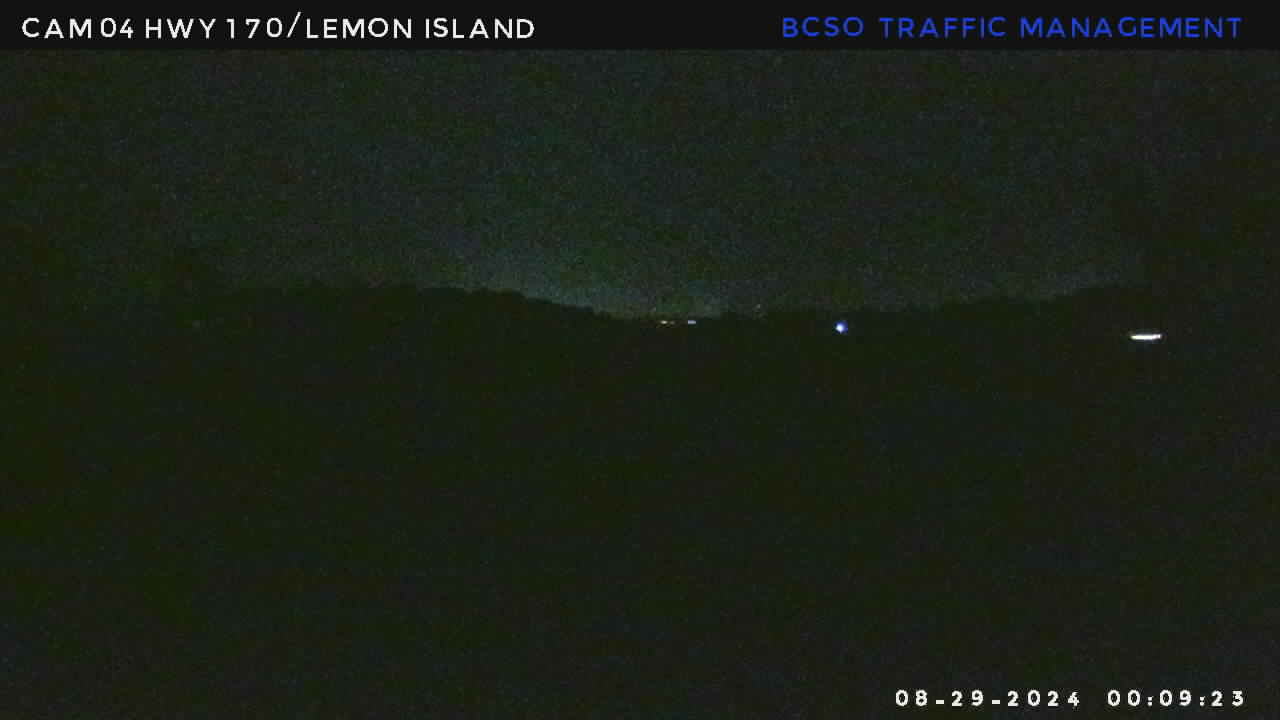 CAM 04 HWY 170/LEMON ISLAND
BCSO TRAFFIC MANAGEMENT
08-29-2024 00:09:23